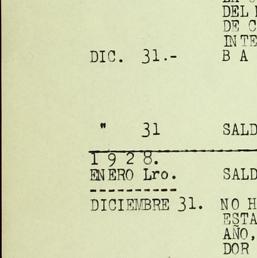 DEL
DE C
INTE
DIC. 31.- B A
" 31 SALD
1 9 2 8.
ENERO 1ro. SALD
DICIEMBRE 31. NO H
ESTA
AÑO,
DOR